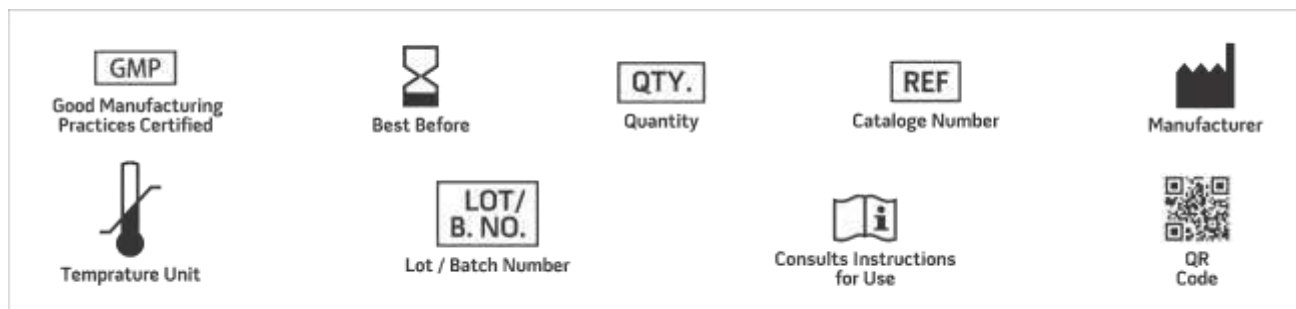 GMP
Good Manufacturing
Practices Certified
Best Before
QTY.
Quantity
REF
Cataloge Number
Manufacturer
Temprature Unit
LOT/
B. NO.
Lot / Batch Number
i
Consults Instructions
for Use
QR
Code